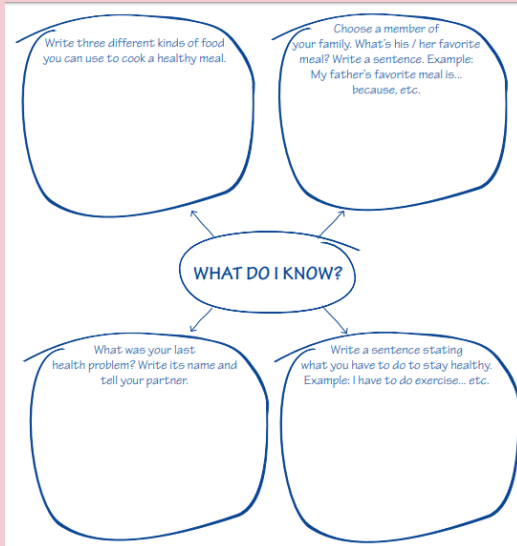 Write three different kinds of food
you can use to cook a healthy meal.
Choose a member of
your family. What's his / her favorite
meal? Write a sentence. Example:
My father's favorite meal is...
because, etc.
WHAT DO I KNOW?
What was your last
health problem? Write its name and
tell your partner.
Write a sentence stating
what you have to do to stay healthy.
Example: I have to do exercise... etc.